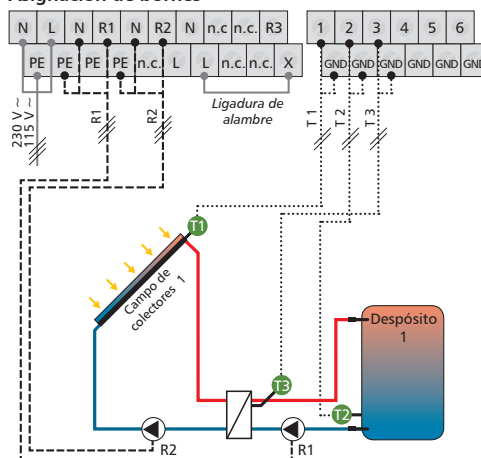 Asignación de bornes
N L N R1 N R2 N n.c n.c. R3
1 2 3 4 5 6
PE PE PE PE n.c. L L n.c. n.c. X
GND GND GND GND GND GND
230 V ~
115 V ~
R1
R2
Ligadura de
alambre
T 1
T 2
T 3
T1
Campo de
colectores 1
Despósito
1
T3
T2
R2
R1